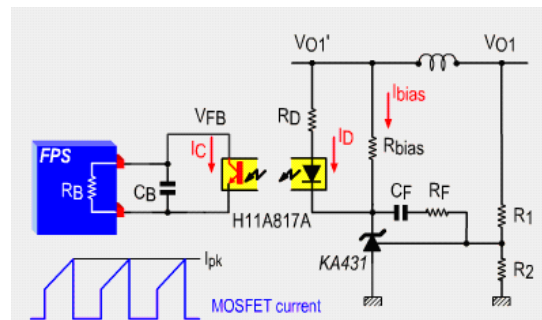 VO1'
VO1
Ibias
RD
ID
Rbias
VFB
IC
FPS
RB
CB
H11A817A
CF
RF
R1
KA431
R2
Ipk
MOSFET current